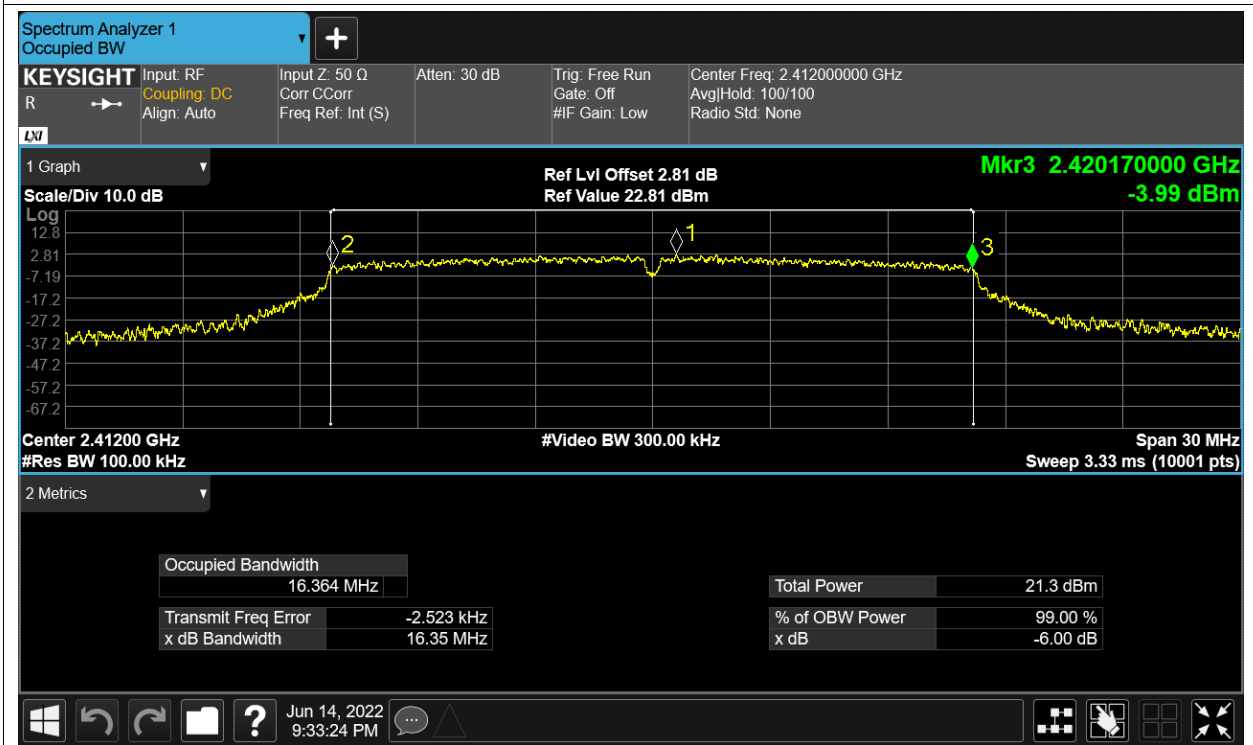 Spectrum Analyzer 1
Occupied BW
KEYSIGHT
R
LXI
Input: RF
Coupling: DC
Align: Auto
Input Z: 50 Ω
Corr CCorr
Freq Ref: Int (S)
Atten: 30 dB
Trig: Free Run
Gate: Off
#IF Gain: Low
Center Freq: 2.412000000 GHz
Avg|Hold: 100/100
Radio Std: None
1 Graph
Scale/Div 10.0 dB
Ref Lvl Offset 2.81 dB
Ref Value 22.81 dBm
Mkr3 2.420170000 GHz
-3.99 dBm
Log
12.8
2.81
-7.19
-17.2
-27.2
-37.2
-47.2
-57.2
-67.2
2
1
3
Center 2.41200 GHz
#Res BW 100.00 kHz
#Video BW 300.00 kHz
Span 30 MHz
Sweep 3.33 ms (10001 pts)
2 Metrics
Occupied Bandwidth
16.364 MHz
Transmit Freq Error -2.523 kHz
x dB Bandwidth 16.35 MHz
Total Power 21.3 dBm
% of OBW Power 99.00 %
x dB -6.00 dB
?
Jun 14, 2022
9:33:24 PM